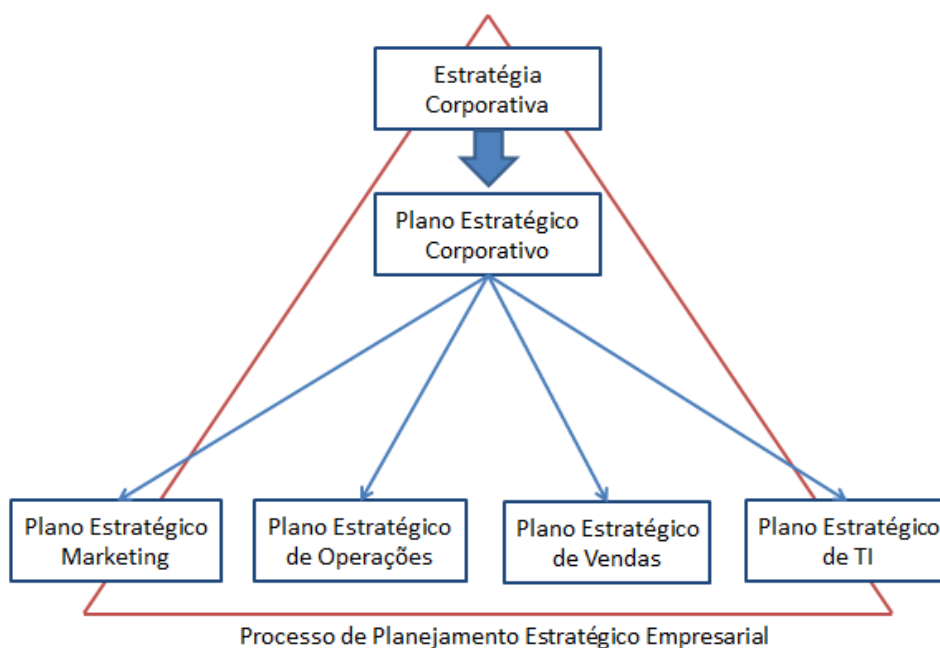 Estratégia
Corporativa
Plano Estratégico
Corporativo
Plano Estratégico
Marketing
Plano Estratégico
de Operações
Plano Estratégico
de Vendas
Plano Estratégico
de TI
Processo de Planejamento Estratégico Empresarial